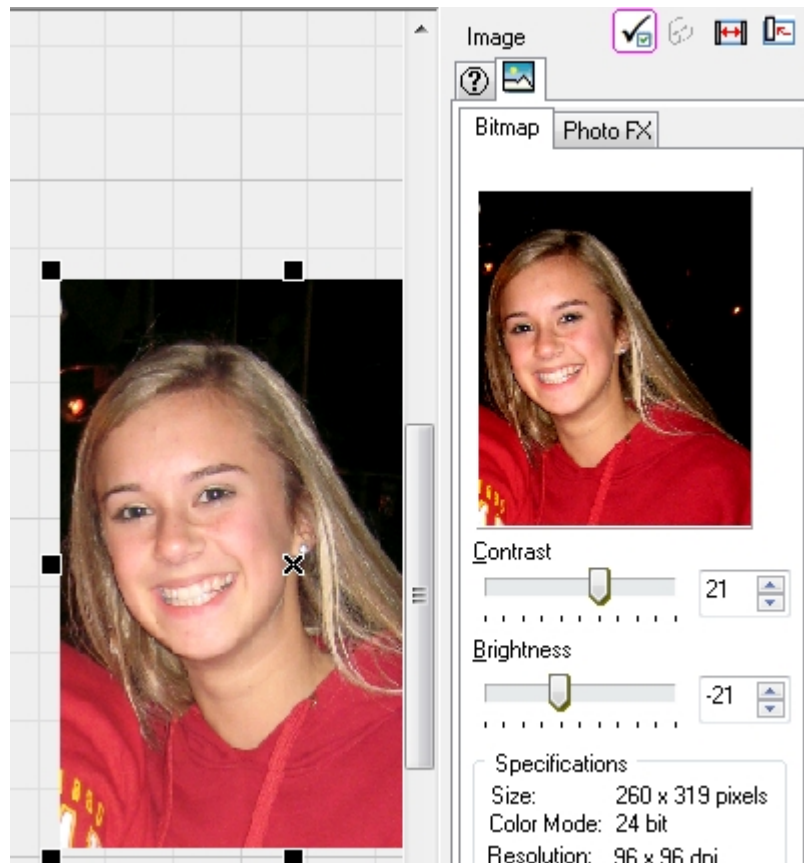 Image
Bitmap
Photo FX
Contrast
21
Brightness
-21
Specifications
Size: 260 x 319 pixels
Color Mode: 24 bit
Resolution: 96 x 96 dpi